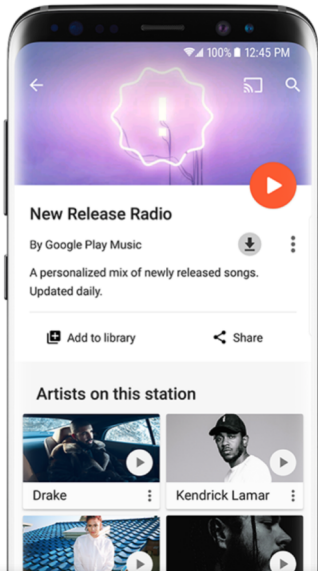 100% 12:45 PM
New Release Radio
By Google Play Music
A personalized mix of newly released songs.
Updated daily.
Add to library
Share
Artists on this station
Drake
Kendrick Lamar